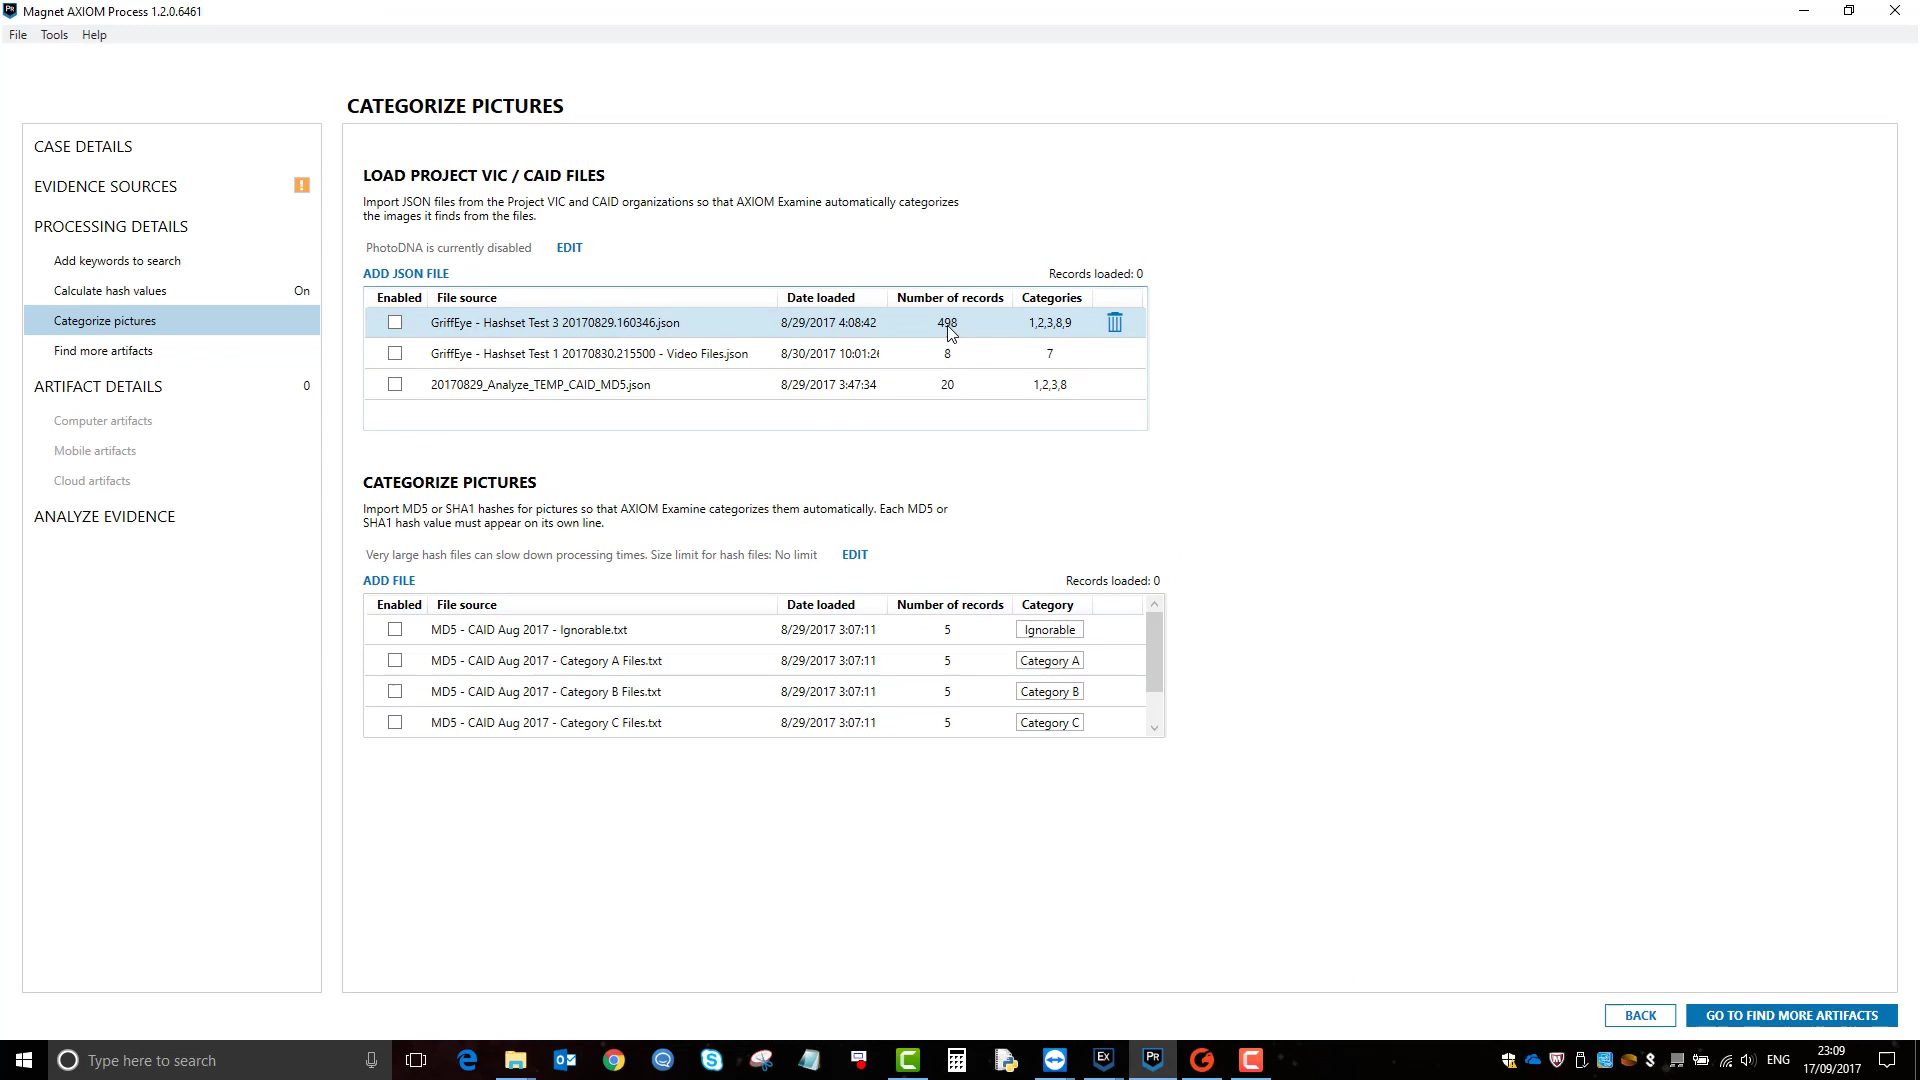 Magnet AXIOM Process 1.2.0.6461
File Tools Help
CATEGORIZE PICTURES
CASE DETAILS
EVIDENCE SOURCES
PROCESSING DETAILS
Add keywords to search
Calculate hash values On
Categorize pictures
Find more artifacts
ARTIFACT DETAILS 0
Computer artifacts
Mobile artifacts
Cloud artifacts
ANALYZE EVIDENCE
LOAD PROJECT VIC / CAID FILES
Import JSON files from the Project VIC and CAID organizations so that AXIOM Examine automatically categorizes
the images it finds from the files.
PhotoDNA is currently disabled EDIT
ADD JSON FILE Records loaded: 0
Enabled File source Date loaded Number of records Categories
GriffEye - Hashset Test 3 20170829.160346.json 8/29/2017 4:08:42 498 1,2,3,8,9
GriffEye - Hashset Test 1 20170830.215500 - Video Files.json 8/30/2017 10:01:26 8 7
20170829_Analyze_TEMP_CAID_MD5.json 8/29/2017 3:47:34 20 1,2,3,8
CATEGORIZE PICTURES
Import MD5 or SHA1 hashes for pictures so that AXIOM Examine categorizes them automatically. Each MD5 or
SHA1 hash value must appear on its own line.
Very large hash files can slow down processing times. Size limit for hash files: No limit EDIT
ADD FILE Records loaded: 0
Enabled File source Date loaded Number of records Category
MD5 - CAID Aug 2017 - Ignorable.txt 8/29/2017 3:07:11 5 Ignorable
MD5 - CAID Aug 2017 - Category A Files.txt 8/29/2017 3:07:11 5 Category A
MD5 - CAID Aug 2017 - Category B Files.txt 8/29/2017 3:07:11 5 Category B
MD5 - CAID Aug 2017 - Category C Files.txt 8/29/2017 3:07:11 5 Category C
BACK GO TO FIND MORE ARTIFACTS
Type here to search
EX
PR
ENG
23:09
17/09/2017